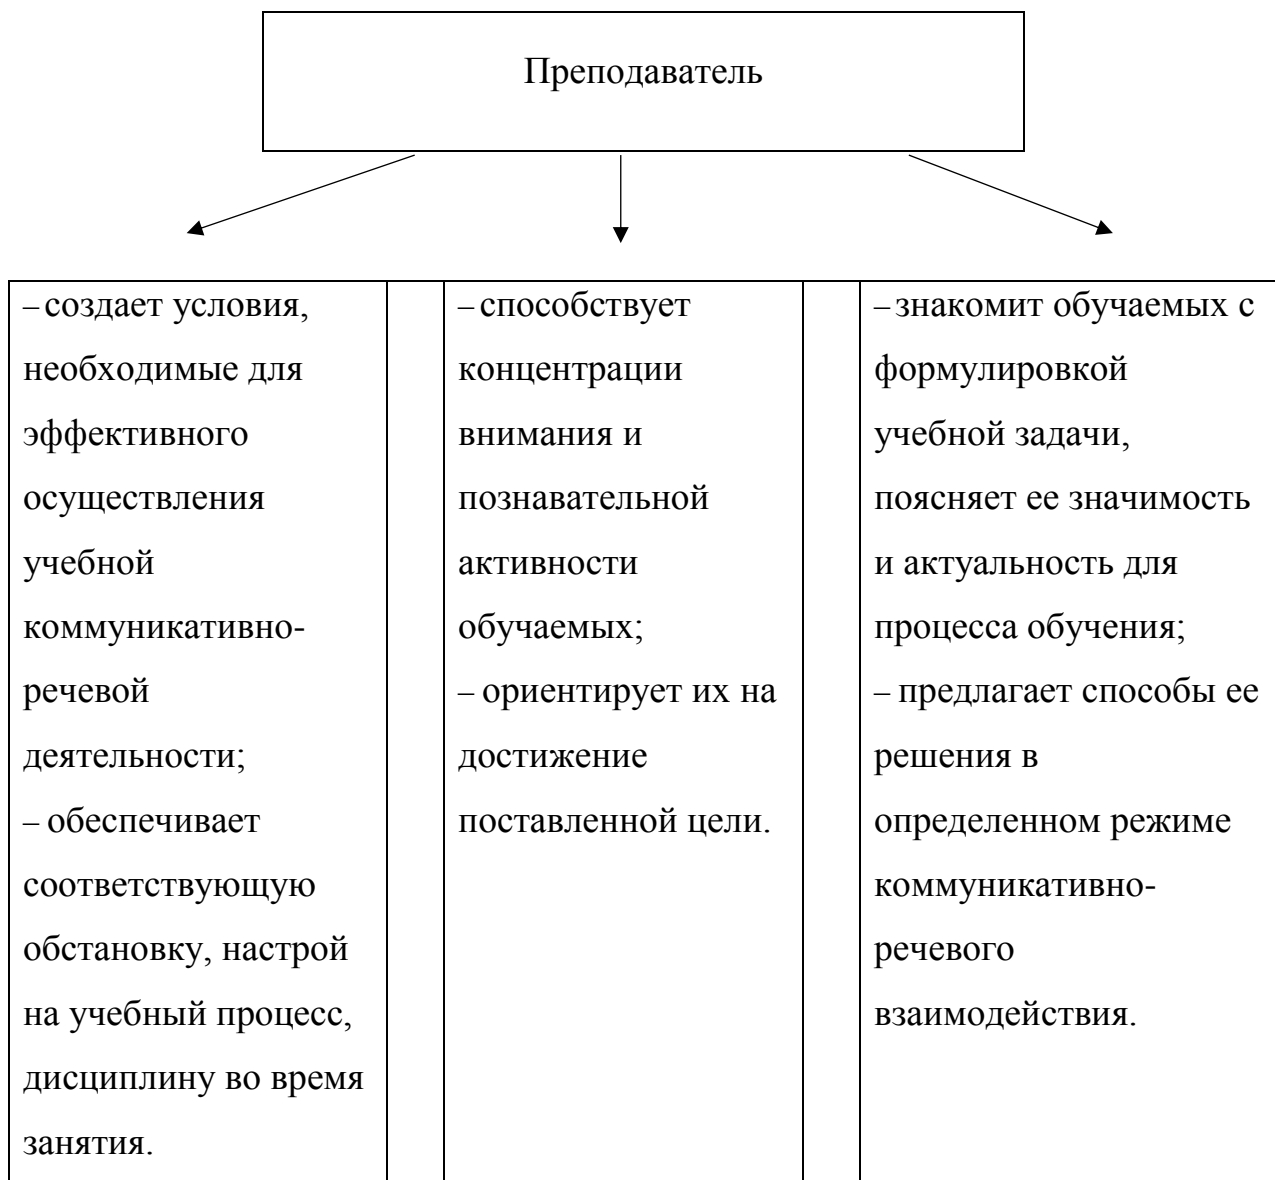 Преподаватель
– создает условия,
необходимые для
эффективного
осуществления
учебной
коммуникативно-
речевой
деятельности;
– обеспечивает
соответствующую
обстановку, настрой
на учебный процесс,
дисциплину во время
занятия.
– способствует
концентрации
внимания и
познавательной
активности
обучаемых;
– ориентирует их на
достижение
поставленной цели.
– знакомит обучаемых с
формулировкой
учебной задачи,
поясняет ее значимость
и актуальность для
процесса обучения;
– предлагает способы ее
решения в
определенном режиме
коммуникативно-
речевого
взаимодействия.